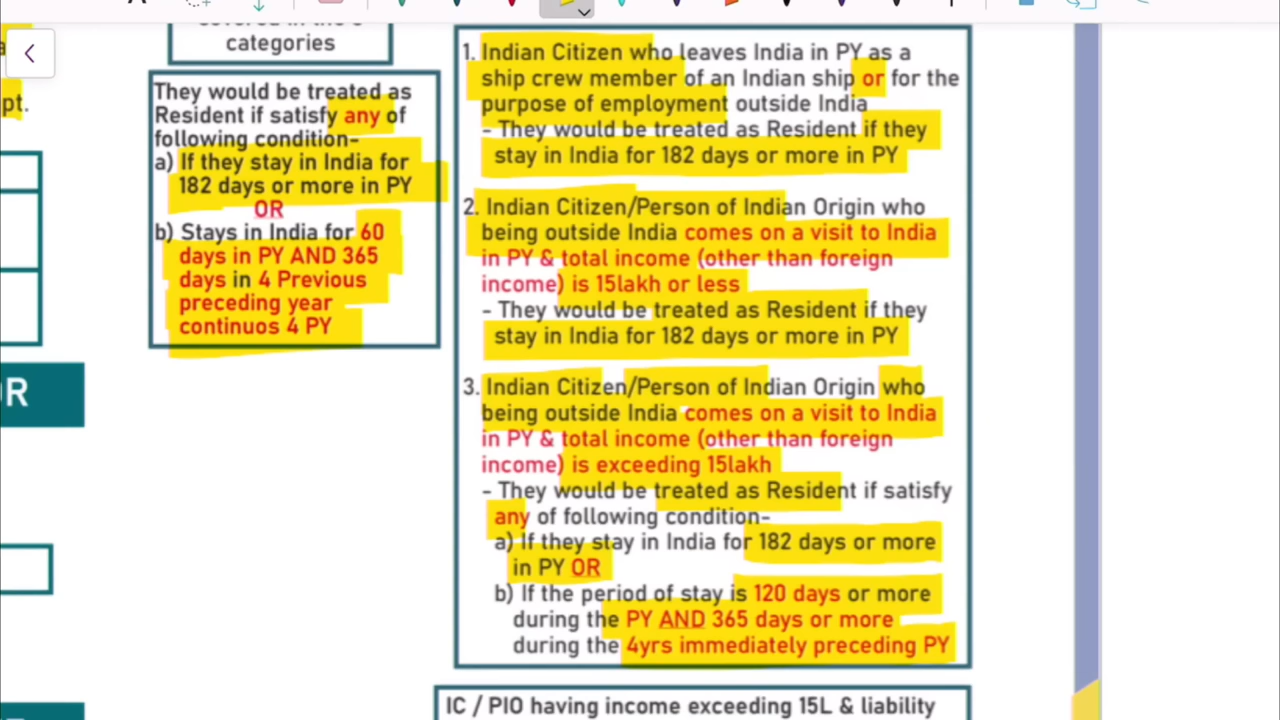 pt.
R
categories
They would be treated as
Resident if satisfy any of
following condition-
a) If they stay in India for
182 days or more in PY
OR
b) Stays in India for 60
days in PY AND 365
days in 4 Previous
preceding year
continuos 4 PY
1. Indian Citizen who leaves India in PY as a
ship crew member of an Indian ship or for the
purpose of employment outside India
- They would be treated as Resident if they
stay in India for 182 days or more in PY
2. Indian Citizen/Person of Indian Origin who
being outside India comes on a visit to India
in PY & total income (other than foreign
income) is 15lakh or less
- They would be treated as Resident if they
stay in India for 182 days or more in PY
3. Indian Citizen/Person of Indian Origin who
being outside India comes on a visit to India
in PY & total income (other than foreign
income) is exceeding 15lakh
- They would be treated as Resident if satisfy
any of following condition-
a) If they stay in India for 182 days or more
in PY OR
b) If the period of stay is 120 days or more
during the PY AND 365 days or more
during the 4yrs immediately preceding PY
IC / PIO having income exceeding 15L & liability